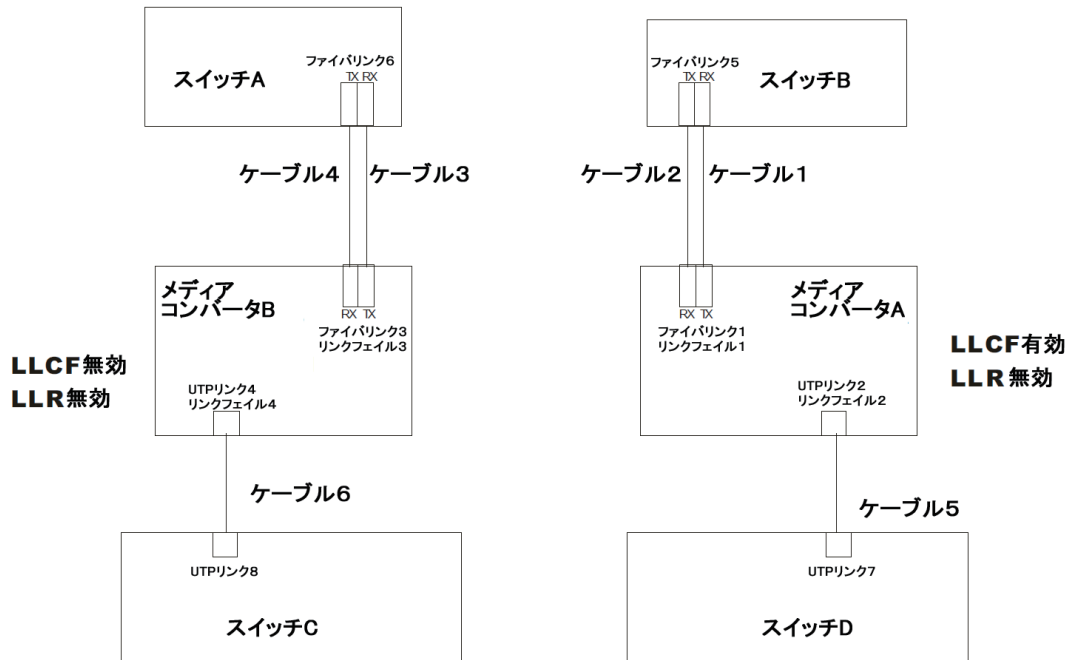 スイッチA
ファイバリンク6
TX RX
ファイバリンク5
TX RX
スイッチB
ケーブル4
ケーブル3
ケーブル2
ケーブル1
メディア
コンバータB
RX TX
ファイバリンク3
リンクフェイル3
LLCF無効
LLR無効
UTPリンク4
リンクフェイル4
メディア
コンバータA
RX TX
ファイバリンク1
リンクフェイル1
LLCF有効
LLR無効
UTPリンク2
リンクフェイル2
ケーブル6
ケーブル5
UTPリンク8
スイッチC
UTPリンク7
スイッチD